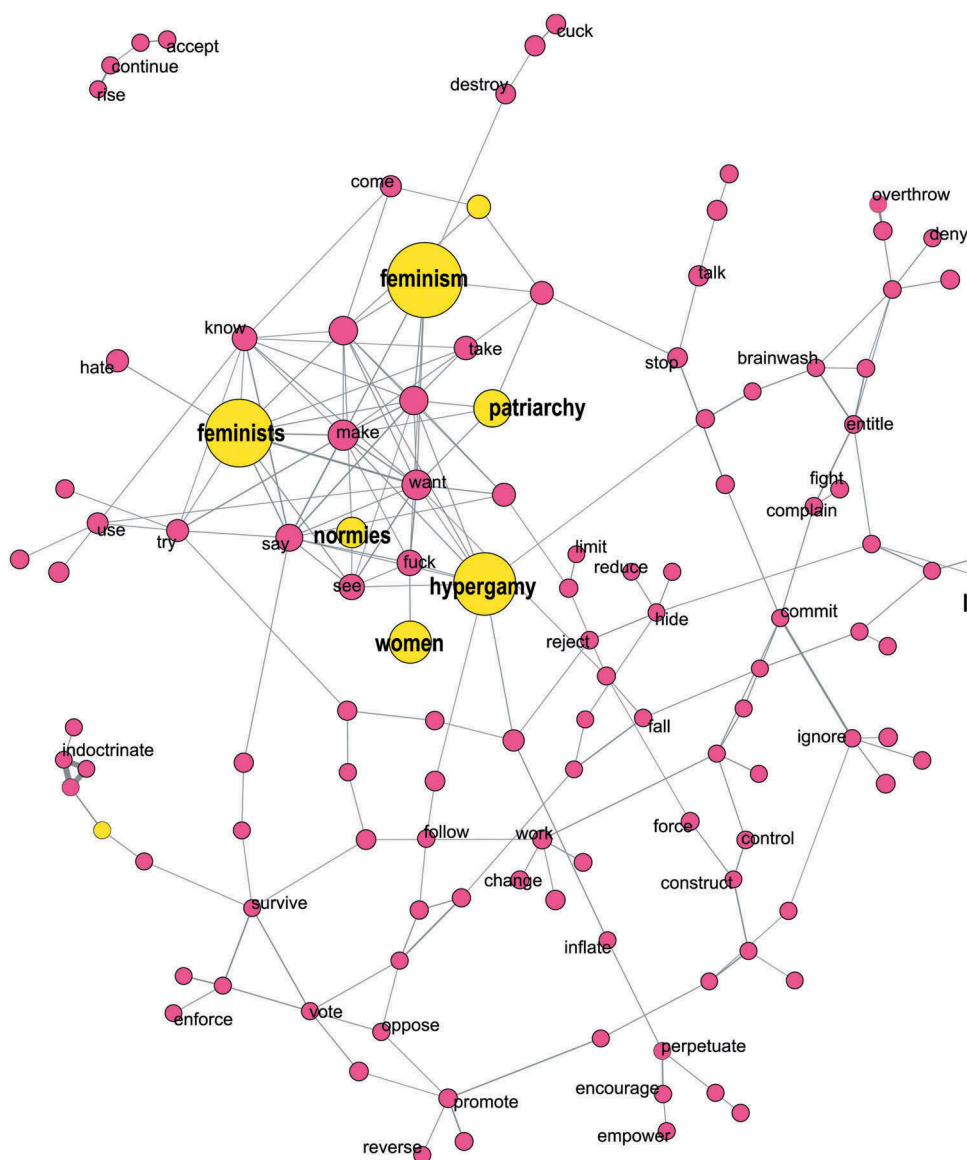 cuck
accept
continue
destroy
rise
come
overthrow
deny
feminism
talk
know
take
stop
brainwash
hate
patriarchy
feminists
make
entitle
want
fight
complain
use
try
say
normies
limit
fuck
reduce
see
hypergamy
l
hide
commit
women
reject
fall
ignore
indoctrinate
force
follow
work
control
change
construct
survive
inflate
enforce
vote
oppose
perpetuate
encourage
promote
empower
reverse